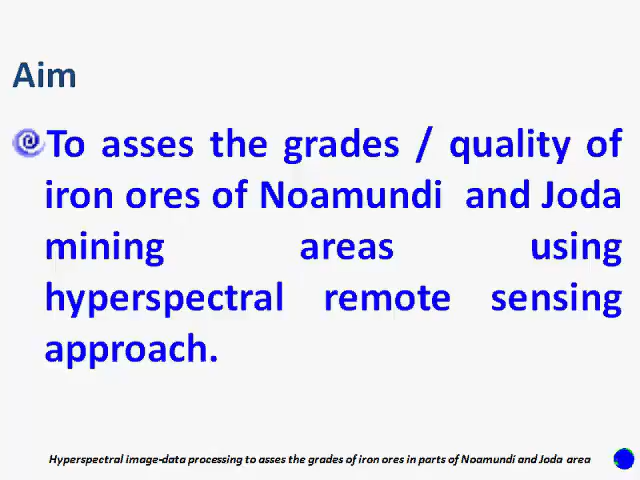 Aim
To asses the grades / quality of
iron ores of Noamundi and Joda
mining areas using
hyperspectral remote sensing
approach.
Hyperspectral image-data processing to asses the grades of iron ores in parts of Noamundi and Joda area